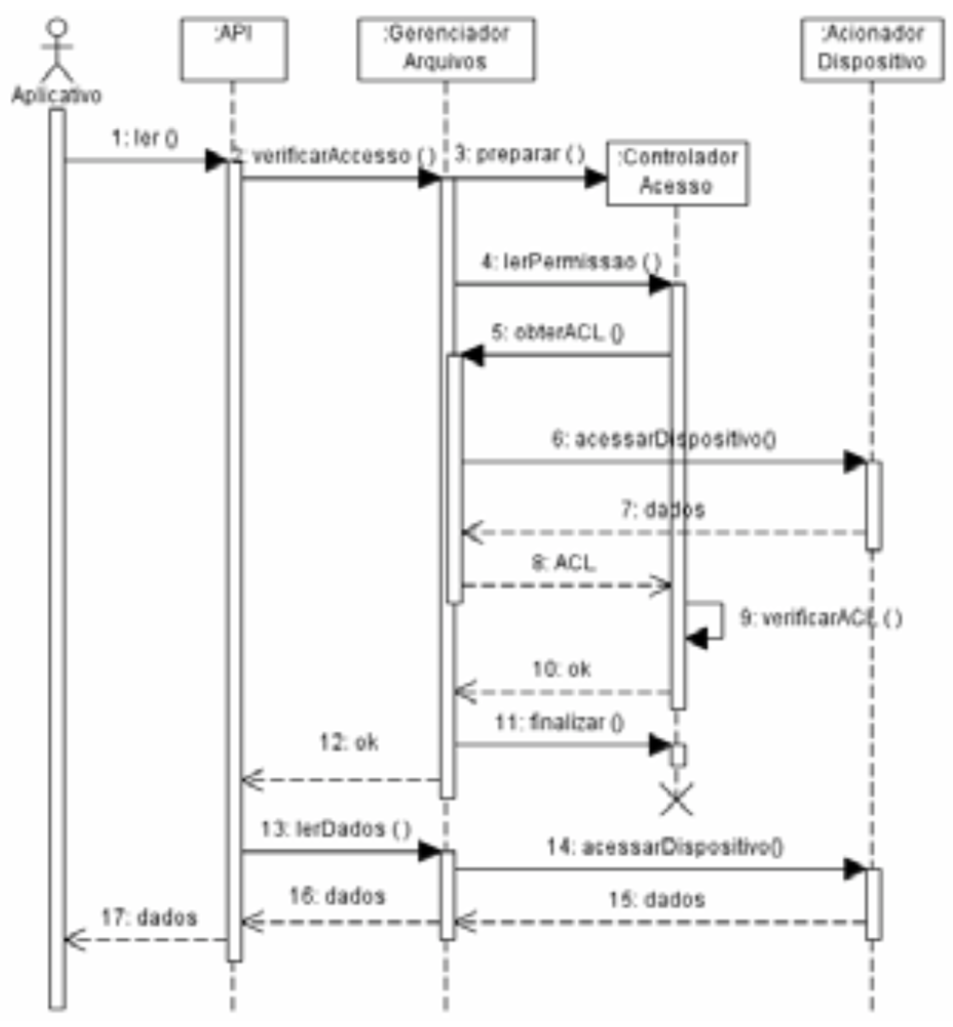 :API
:Gerenciador
Arquivos
:Acionador
Dispositivo
Aplicativo
1: ler ()
2: verificarAccesso ( )
3: preparar ( )
:Controlador
Acesso
4: lerPermissao ( )
5: obterACL ()
6: acessarDispositivo()
7: dados
8: ACL
9: verificarACL ( )
10: ok
11: finalizar ()
12: ok
13: lerDados ( )
14: acessarDispositivo()
15: dados
16: dados
17: dados